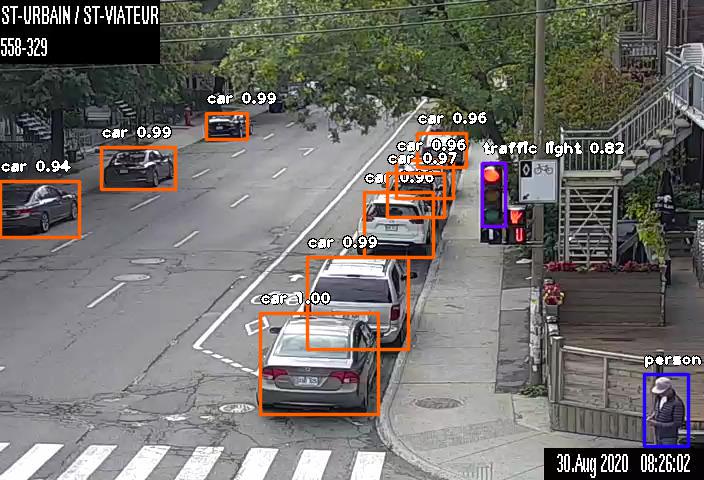 ST-URBAIN / ST-VIATEUR
558-329
car 0.99
car 0.99
car 0.94
car 0.96
car 0.96
car 0.97
car 0.96
traffic light 0.82
car 0.99
car 1.00
person
30.Aug 2020 08:26:02